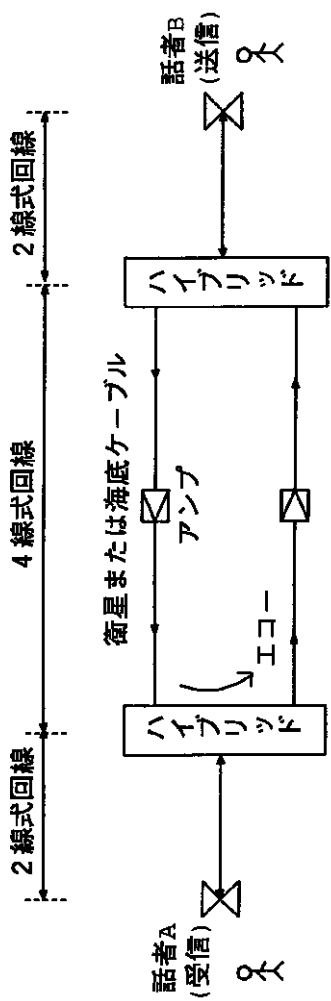 2線式回線
4線式回線
2線式回線
衛星または海底ケーブル
アンプ
ハイブリッド
ハイブリッド
エコー
話者A
(受信)
話者B
(送信)